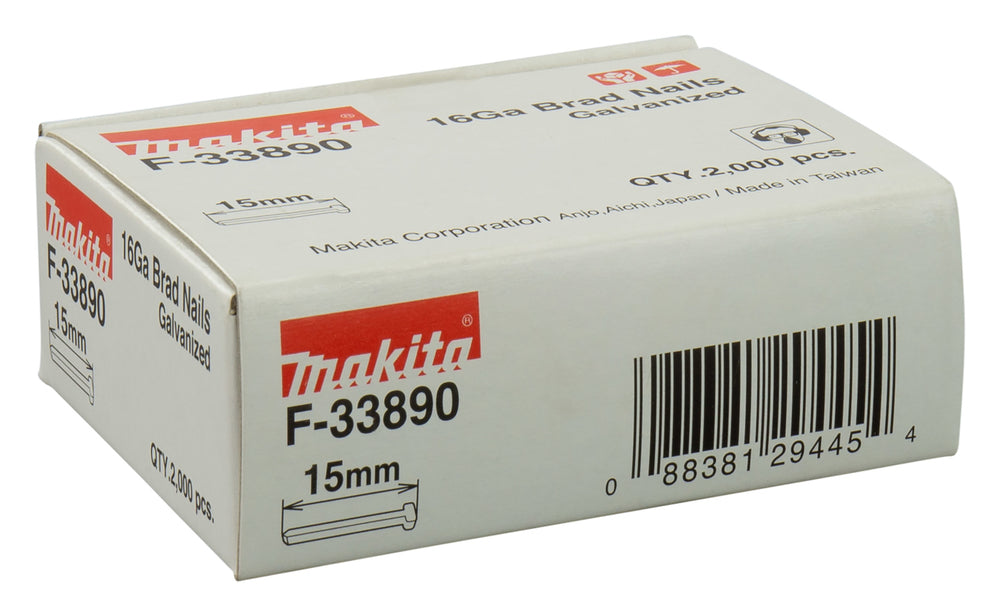 makita®
F-33890
15mm
16Ga Brad Nails
Galvanized
QTY.2,000 pcs.
Makita Corporation Anjo,Aichi,Japan / Made in Taiwan
makita®
F-33890
15mm
16Ga Brad Nails
Galvanized
QTY.2,000 pcs.
makita®
F-33890
15mm
0 88381 29445 4